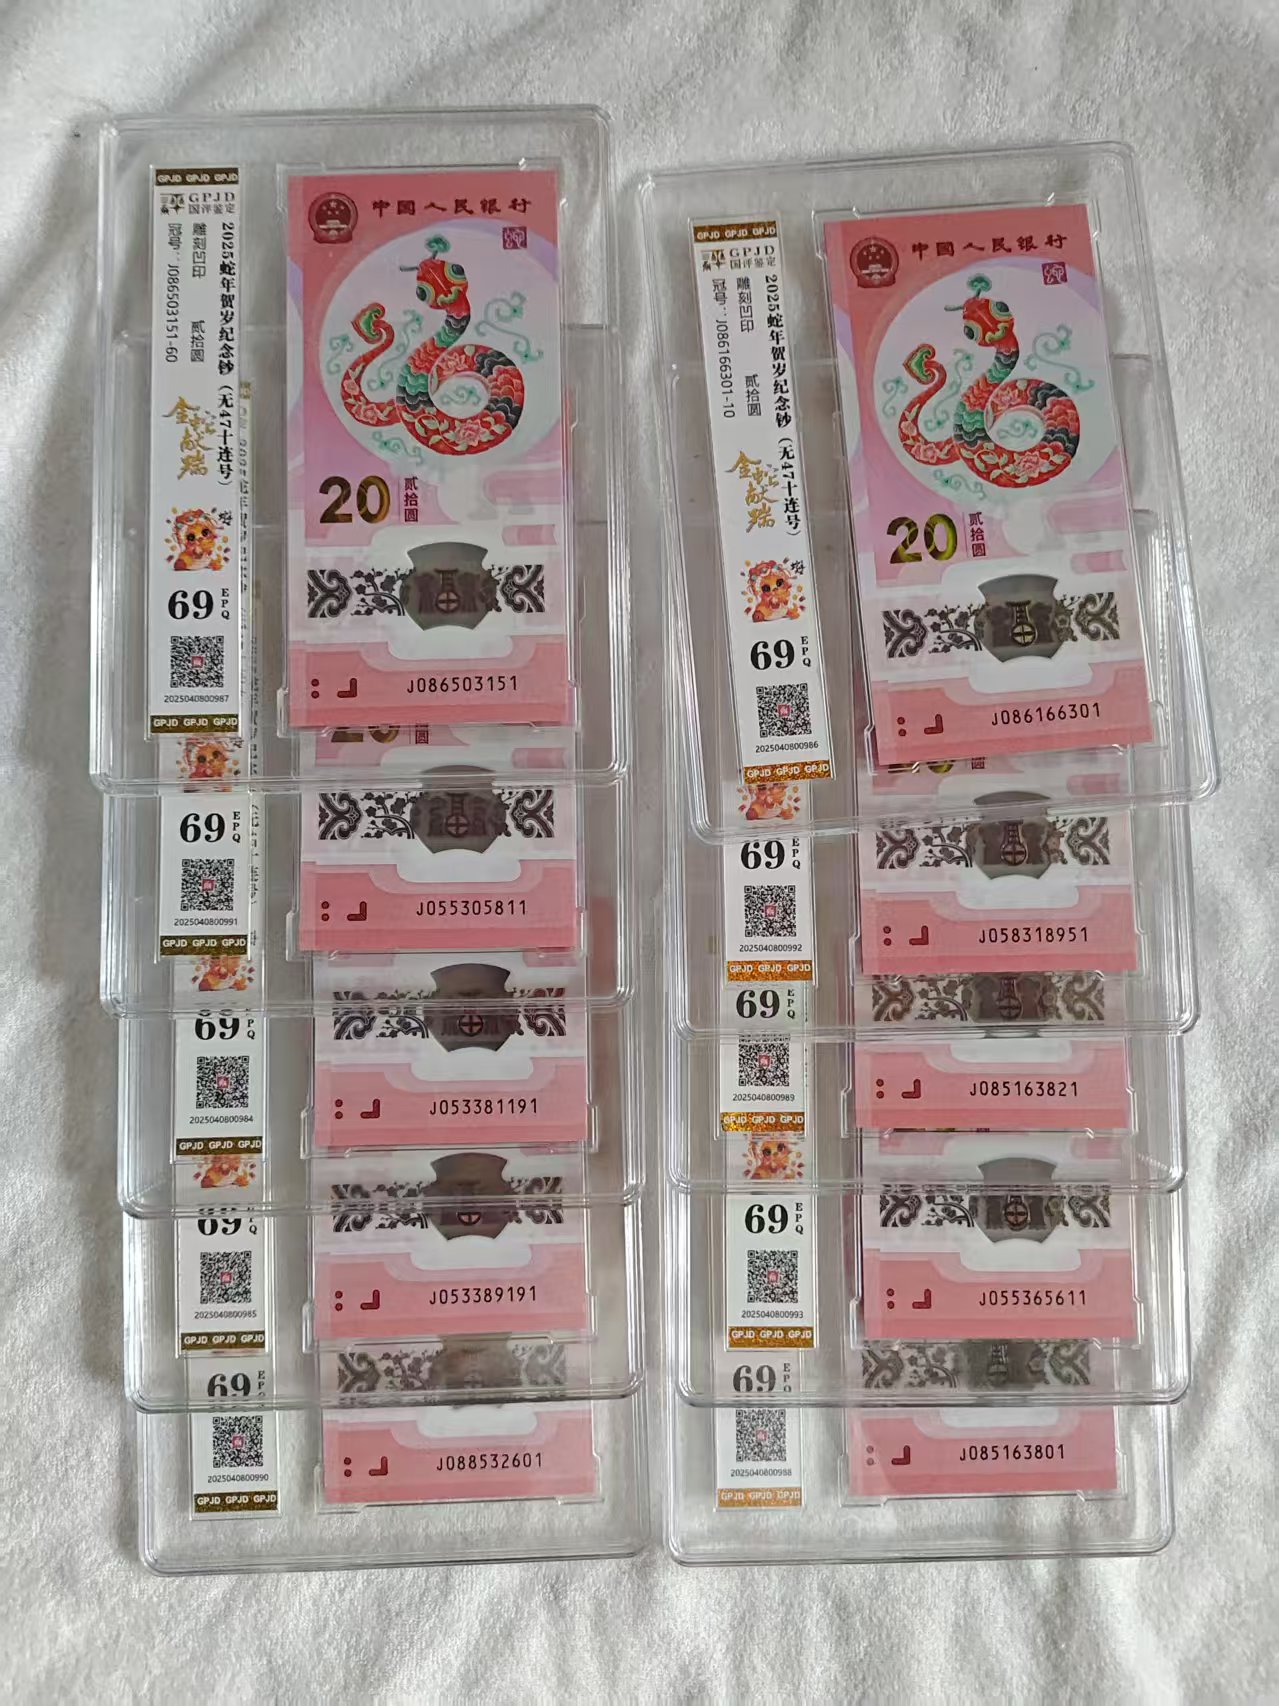 GPJD GPJD GPJD
GPJD
国评鉴定
2025蛇年贺岁纪念钞（无47十连号）
雕刻凹印 贰拾圆
冠号：J086503151-60
金蛇献瑞
69 EPQ
2025040800987
GPJD GPJD GPJD
中国人民银行
20 贰拾圆
J086503151
69 EPQ
2025040800991
GPJD GPJD GPJD
20 圆
J055305811
69 EPQ
2025040800984
GPJD GPJD GPJD
J053381191
69 EPQ
2025040800985
GPJD GPJD GPJD
J053389191
69 EPQ
2025040800990
GPJD GPJD GPJD
J088532601
GPJD GPJD GPJD
GPJD
国评鉴定
2025蛇年贺岁纪念钞（无47十连号）
雕刻凹印 贰拾圆
冠号：J086166301-10
金蛇献瑞
69 EPQ
2025040800986
GPJD GPJD GPJD
中国人民银行
20 贰拾圆
J086166301
69 EPQ
2025040800992
GPJD GPJD GPJD
圆
J058318951
69 EPQ
2025040800989
GPJD GPJD GPJD
J085163821
69 EPQ
2025040800993
GPJD GPJD GPJD
J055365611
69 EPQ
2025040800988
GPJD GPJD GPJD
J085163801